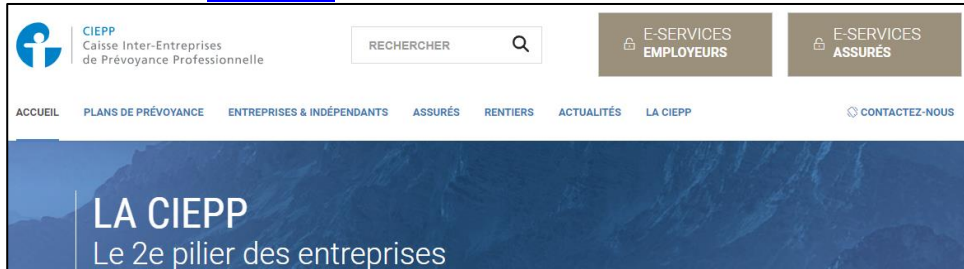 CIEPP
Caisse Inter-Entreprises
de Prévoyance Professionnelle
RECHERCHER
E-SERVICES
EMPLOYEURS
E-SERVICES
ASSURÉS
ACCUEIL PLANS DE PRÉVOYANCE ENTREPRISES & INDÉPENDANTS ASSURÉS RENTIERS ACTUALITÉS LA CIEPP CONTACTEZ-NOUS
LA CIEPP
Le 2e pilier des entreprises